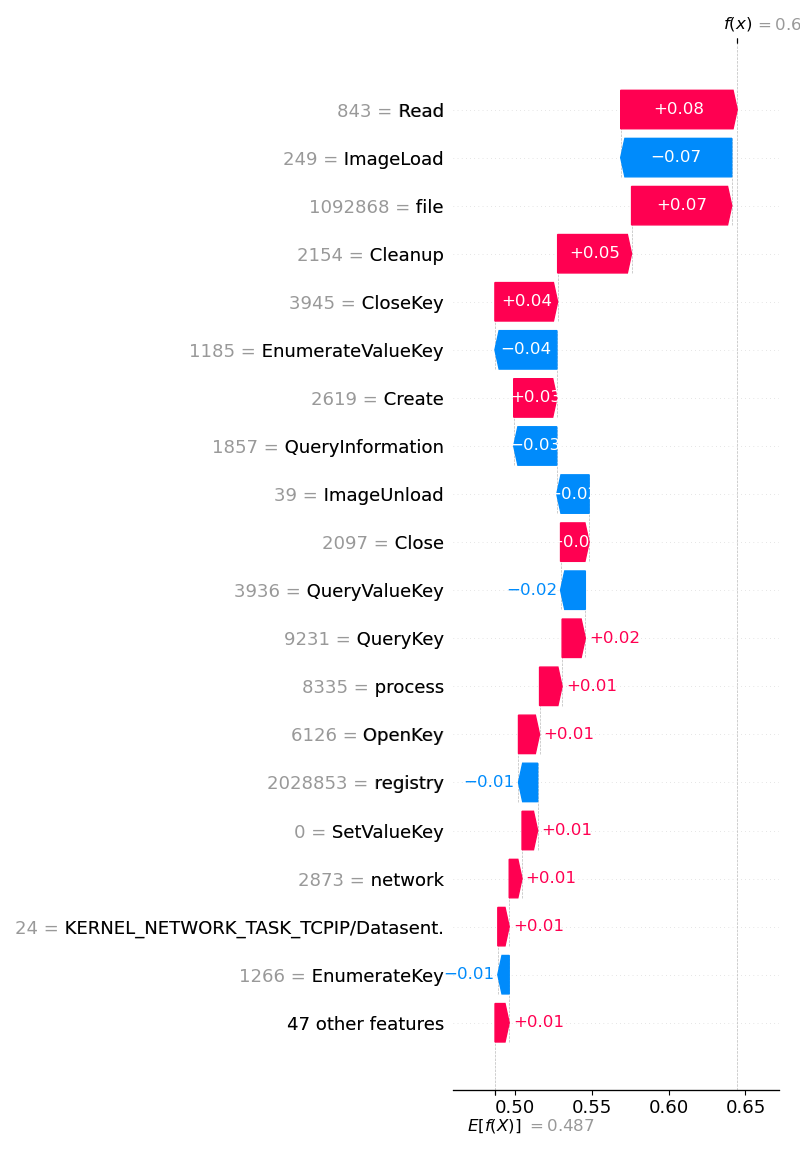 f(x) = 0.6
843 = Read +0.08
249 = ImageLoad −0.07
1092868 = file +0.07
2154 = Cleanup +0.05
3945 = CloseKey +0.04
1185 = EnumerateValueKey −0.04
2619 = Create +0.03
1857 = QueryInformation −0.03
39 = ImageUnload
2097 = Close
3936 = QueryValueKey −0.02
9231 = QueryKey +0.02
8335 = process +0.01
6126 = OpenKey +0.01
2028853 = registry −0.01
0 = SetValueKey +0.01
2873 = network +0.01
24 = KERNEL_NETWORK_TASK_TCPIP/Datasent. +0.01
1266 = EnumerateKey −0.01
47 other features +0.01
0.50 0.55 0.60 0.65
E[f(X)] = 0.487